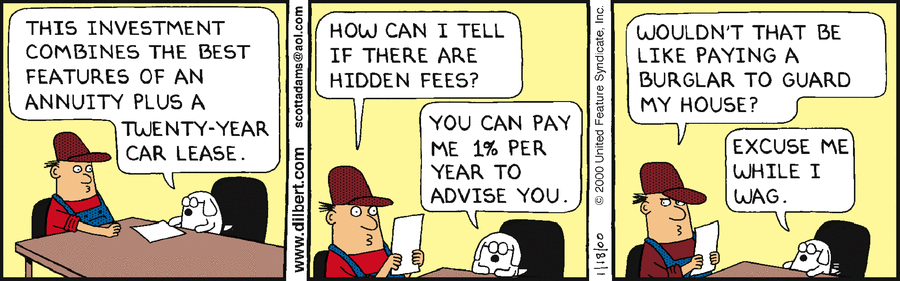 THIS INVESTMENT
COMBINES THE BEST
FEATURES OF AN
ANNUITY PLUS A
TWENTY-YEAR
CAR LEASE.
www.dilbert.com scottadams@aol.com
HOW CAN I TELL
IF THERE ARE
HIDDEN FEES?
YOU CAN PAY
ME 1% PER
YEAR TO
ADVISE YOU.
1/18/00 © 2000 United Feature Syndicate, Inc.
WOULDN'T THAT BE
LIKE PAYING A
BURGLAR TO GUARD
MY HOUSE?
EXCUSE ME
WHILE I
WAG.